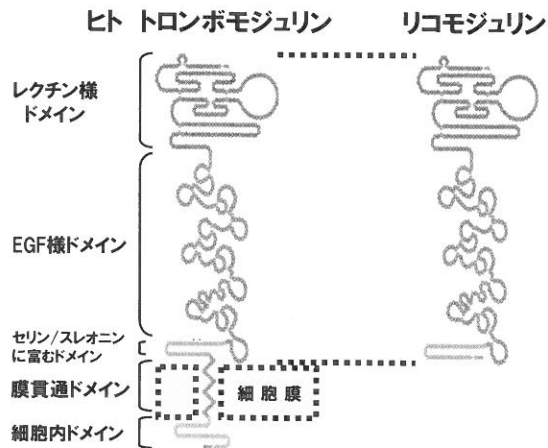 ヒト トロンボモジュリン
リコモジュリン
レクチン様
ドメイン
EGF様ドメイン
セリン/スレオニン
に富むドメイン
膜貫通ドメイン
細胞膜
細胞内ドメイン